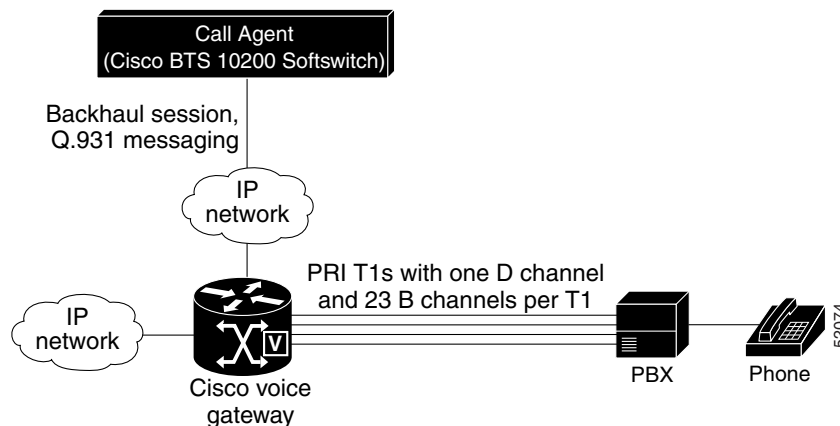 Call Agent
(Cisco BTS 10200 Softswitch)
Backhaul session,
Q.931 messaging
IP
network
PRI T1s with one D channel
and 23 B channels per T1
IP
network
V
Cisco voice
gateway
PBX
Phone
53074